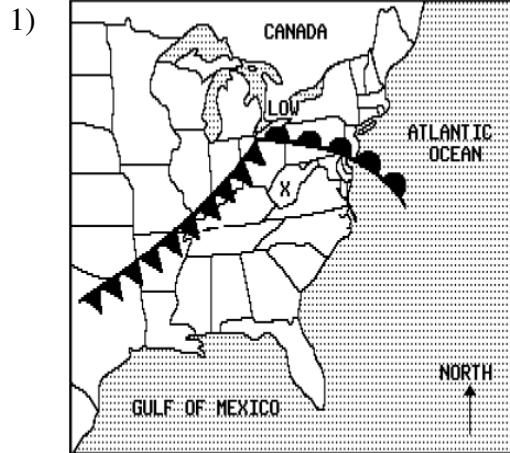 1)
CANADA
LOW
ATLANTIC
OCEAN
X
NORTH
GULF OF MEXICO